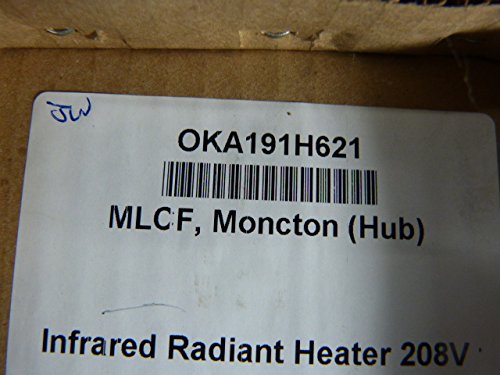 JW
OKA191H621
MLCF, Moncton (Hub)
Infrared Radiant Heater 208V